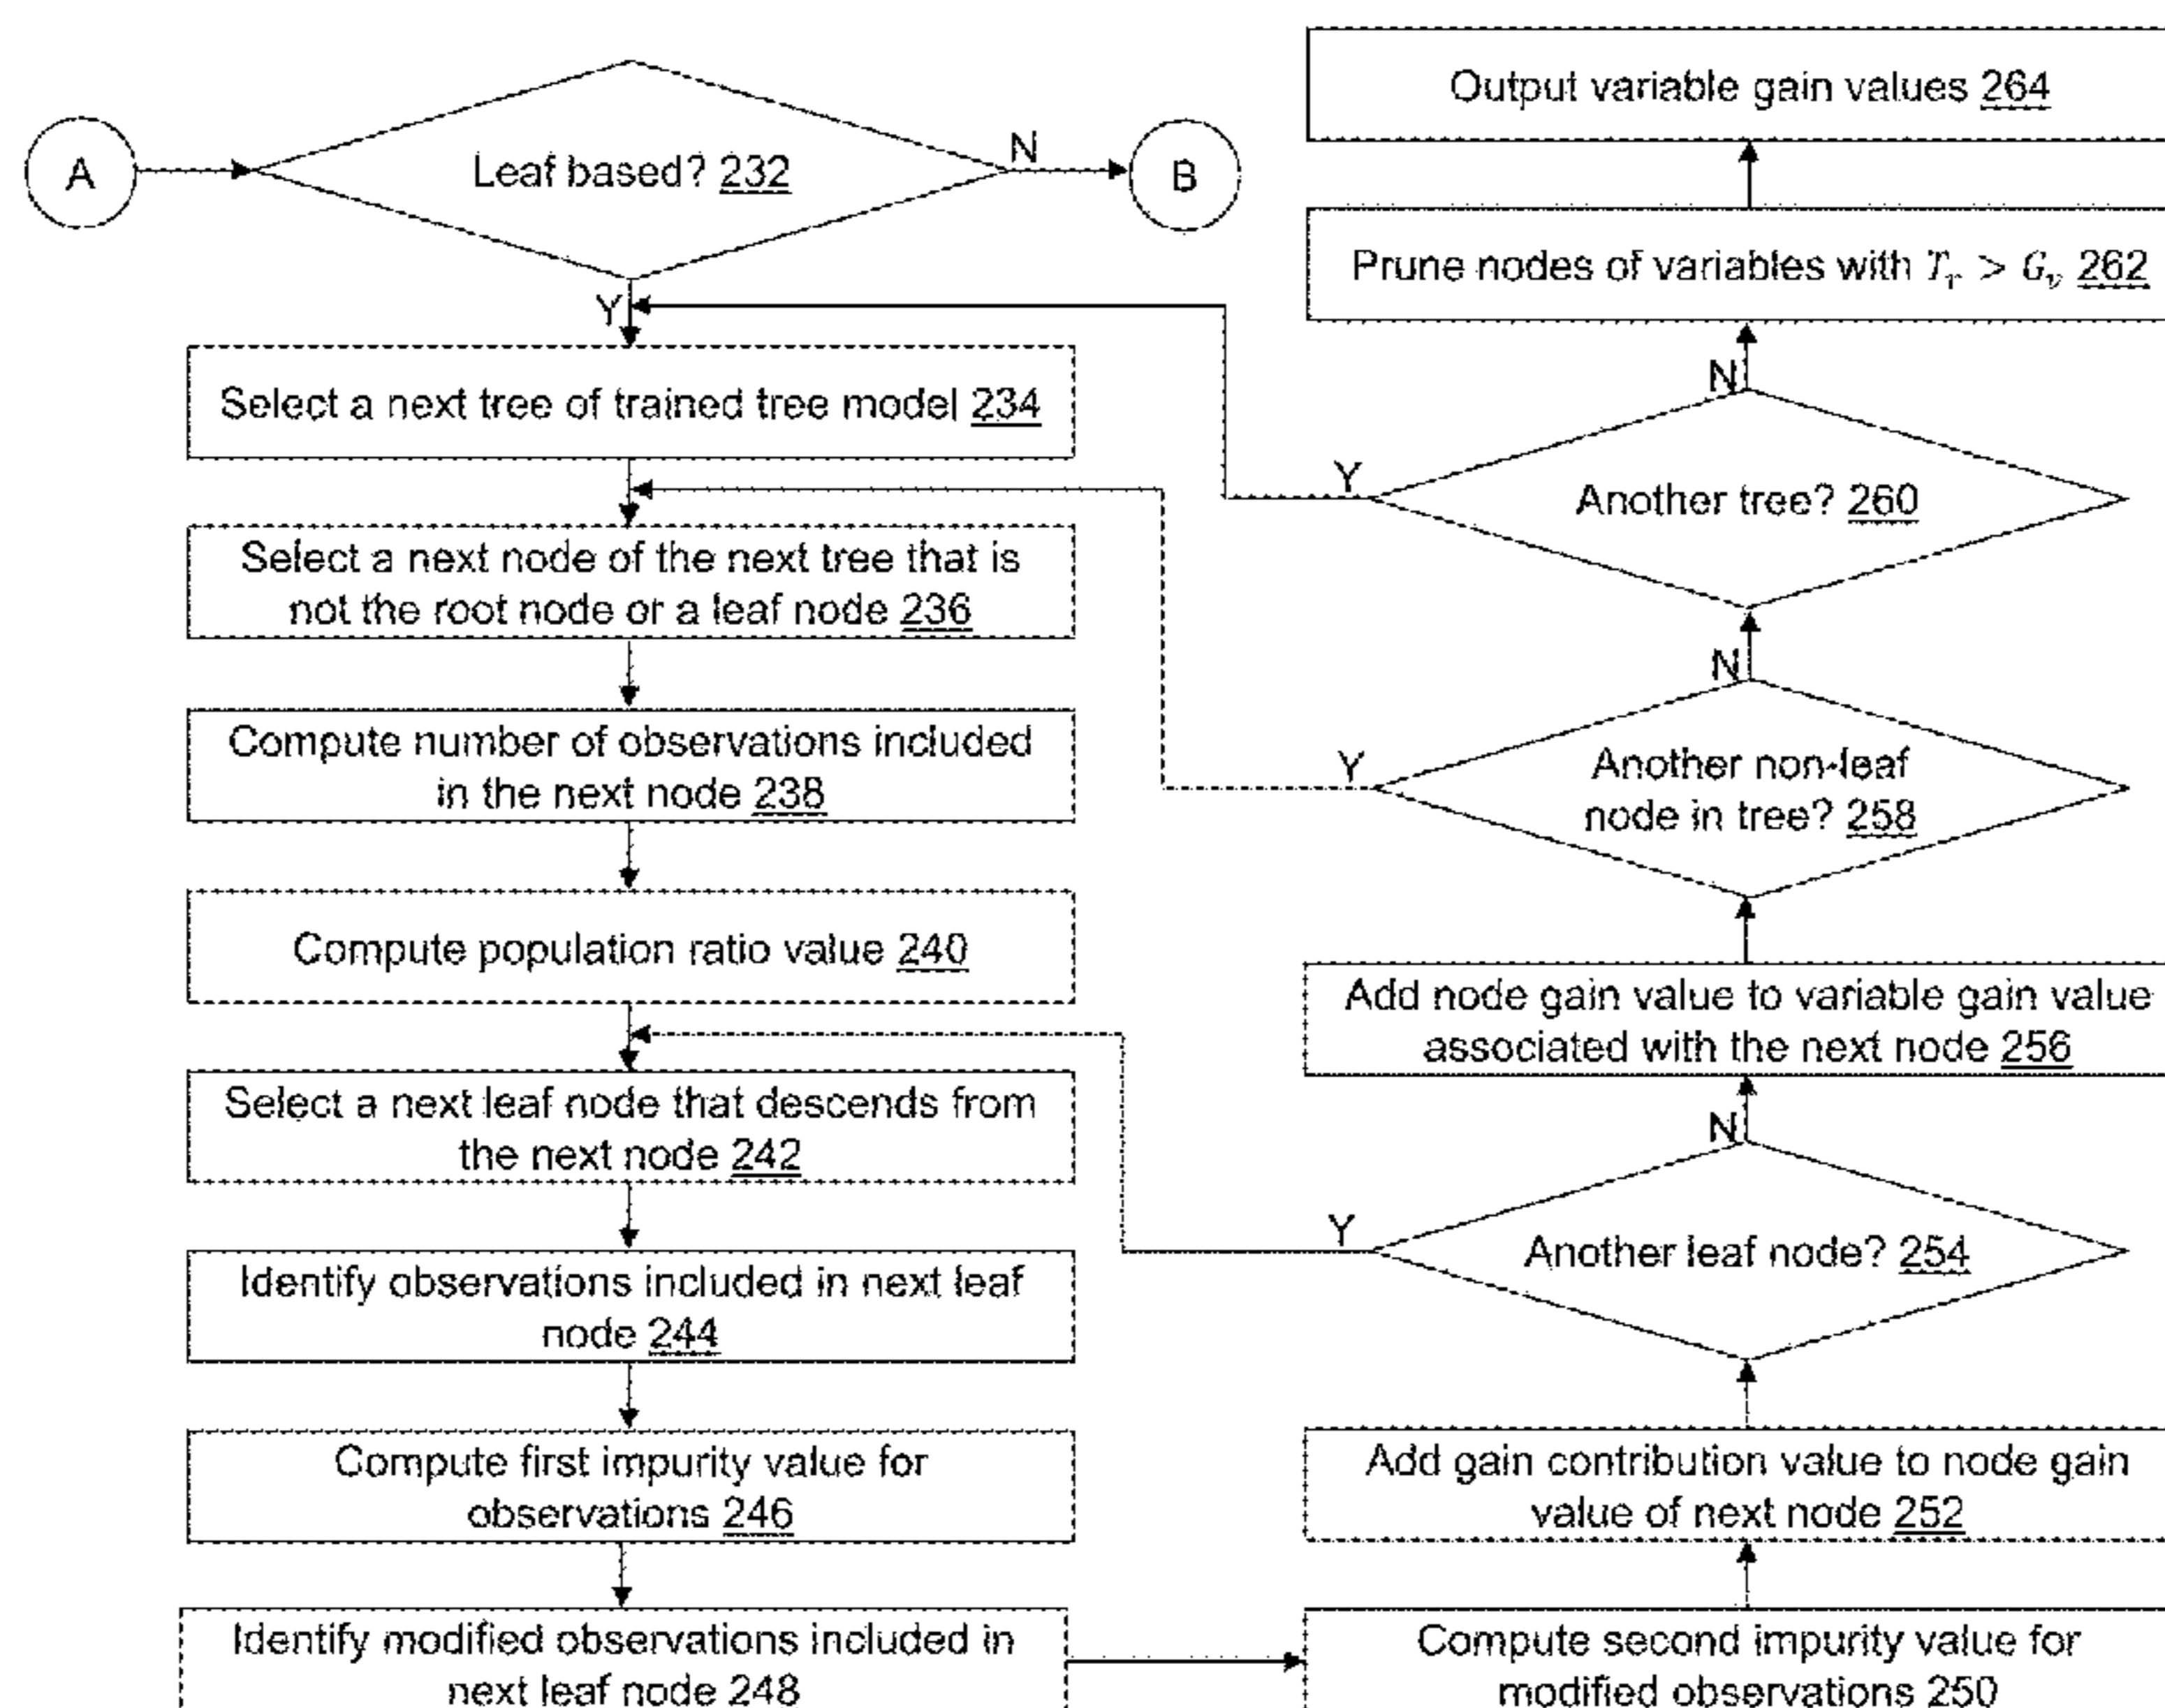 A
Leaf based? 232
N
B
Y
Select a next tree of trained tree model 234
Select a next node of the next tree that is
not the root node or a leaf node 236
Compute number of observations included
in the next node 238
Compute population ratio value 240
Select a next leaf node that descends from
the next node 242
Identify observations included in next leaf
node 244
Compute first impurity value for
observations 246
Identify modified observations included in
next leaf node 248
Compute second impurity value for
modified observations 250
Add gain contribution value to node gain
value of next node 252
Another leaf node? 254
Y
N
Add node gain value to variable gain value
associated with the next node 256
Another non-leaf
node in tree? 258
Y
N
Another tree? 260
Y
N
Prune nodes of variables with T_r > G_v 262
Output variable gain values 264